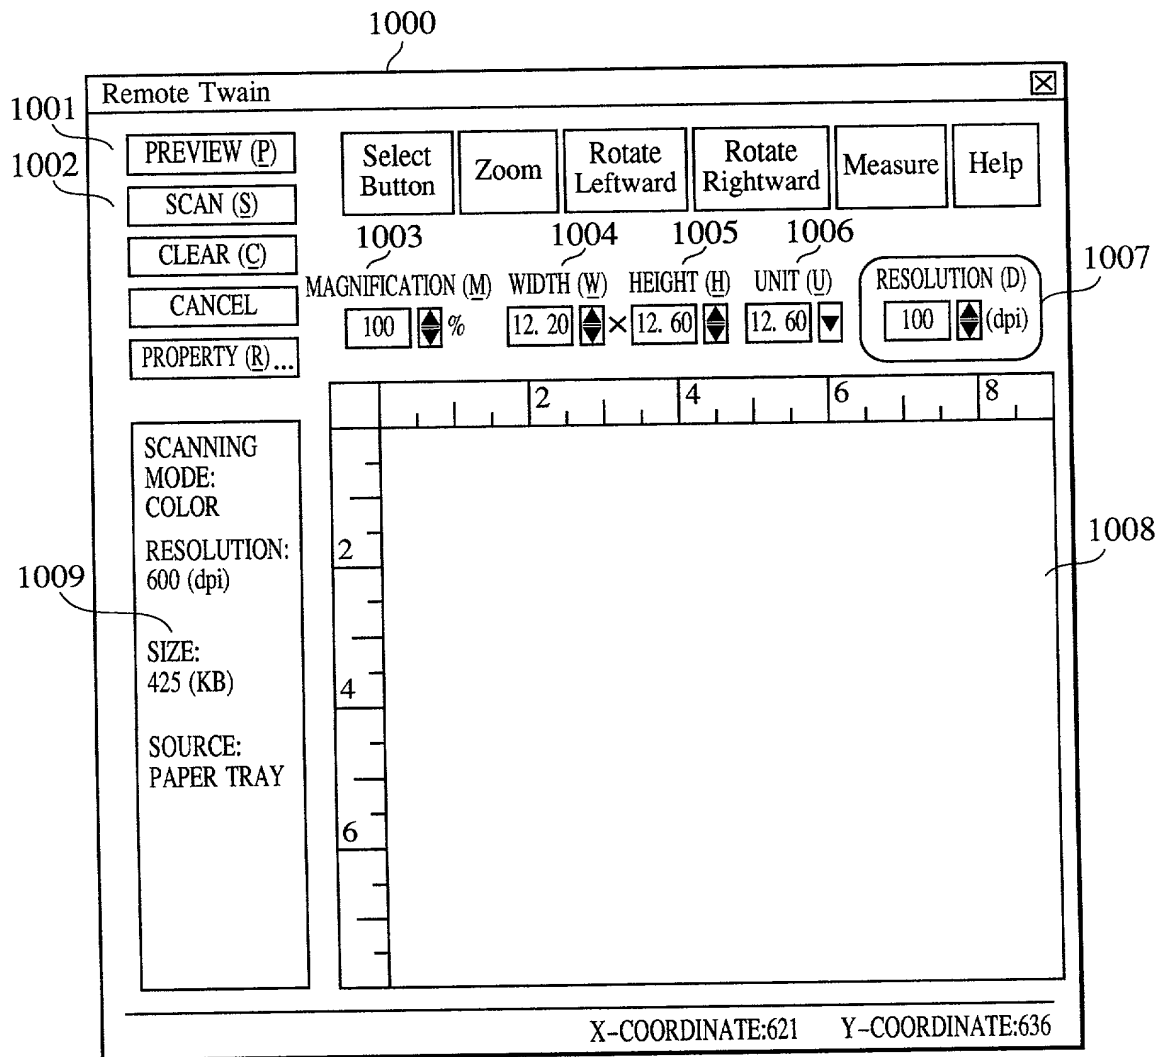 1000
Remote Twain
1001
1002
PREVIEW (P)
SCAN (S)
CLEAR (C)
CANCEL
PROPERTY (R)...
Select Button
Zoom
Rotate Leftward
Rotate Rightward
Measure
Help
1003
1004
1005
1006
1007
MAGNIFICATION (M)
WIDTH (W)
HEIGHT (H)
UNIT (U)
RESOLUTION (D)
100 %
12. 20 × 12. 60
12. 60
100 (dpi)
2 4 6 8
2
4
6
1008
1009
SCANNING
MODE:
COLOR
RESOLUTION:
600 (dpi)
SIZE:
425 (KB)
SOURCE:
PAPER TRAY
X-COORDINATE:621 Y-COORDINATE:636